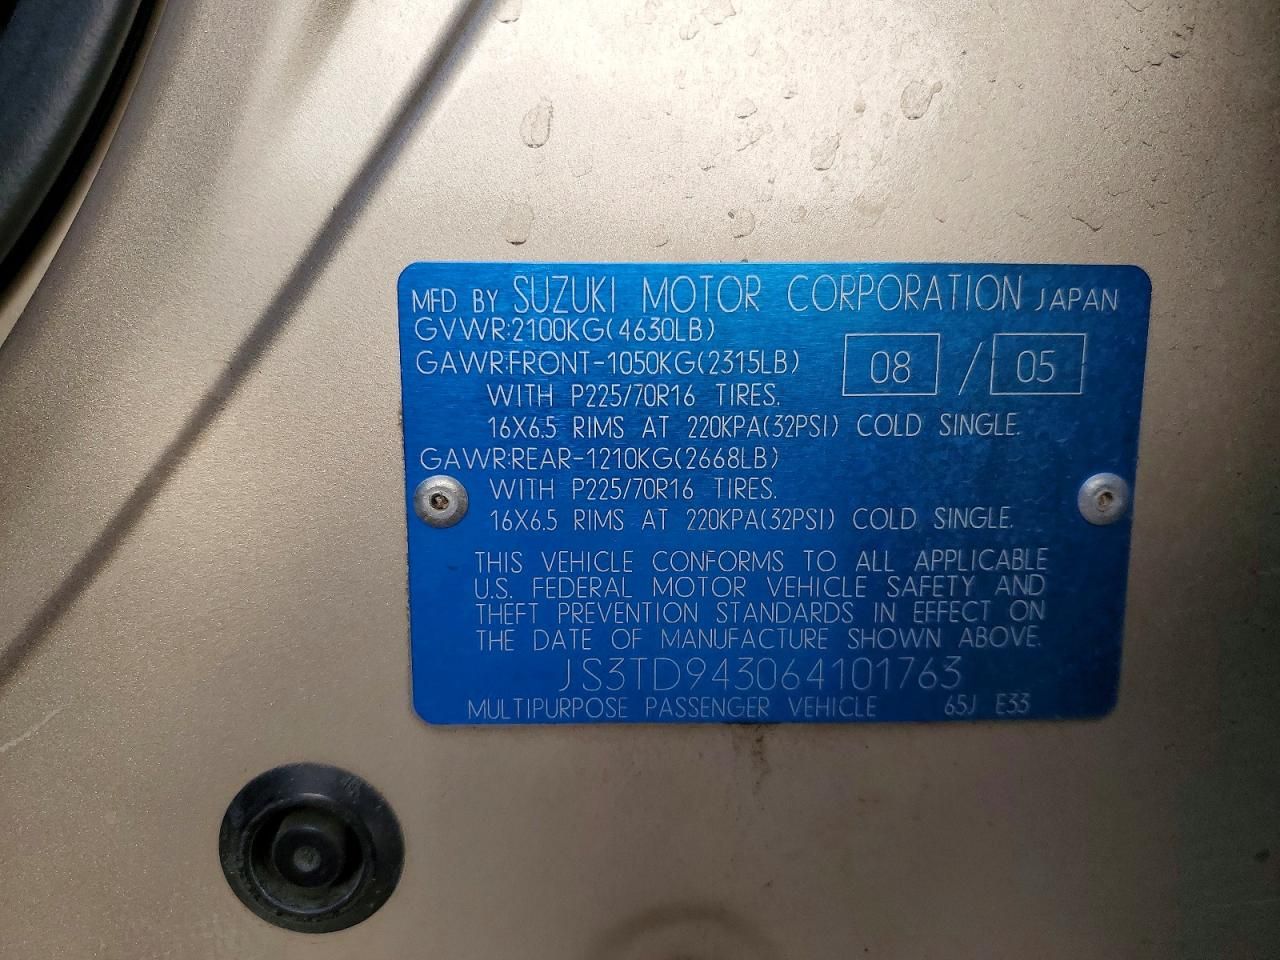 MFD BY SUZUKI MOTOR CORPORATION JAPAN
GVWR:2100KG(4630LB)
GAWR:FRONT-1050KG(2315LB) 08 / 05
WITH P225/70R16 TIRES.
16X6.5 RIMS AT 220KPA(32PSI) COLD SINGLE.
GAWR:REAR-1210KG(2668LB)
WITH P225/70R16 TIRES.
16X6.5 RIMS AT 220KPA(32PSI) COLD SINGLE.
THIS VEHICLE CONFORMS TO ALL APPLICABLE
U.S. FEDERAL MOTOR VEHICLE SAFETY AND
THEFT PREVENTION STANDARDS IN EFFECT ON
THE DATE OF MANUFACTURE SHOWN ABOVE.
JS3TD943064101763
MULTIPURPOSE PASSENGER VEHICLE 65J E33